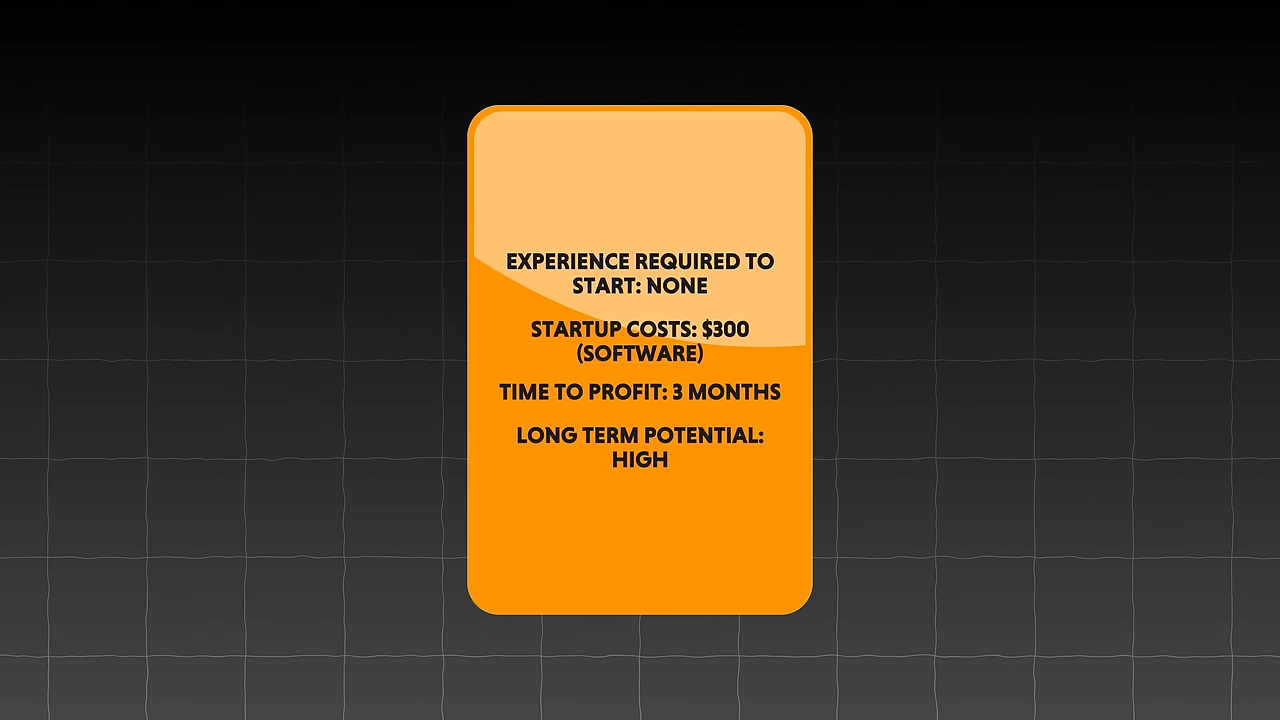 EXPERIENCE REQUIRED TO
START: NONE
STARTUP COSTS: $300
(SOFTWARE)
TIME TO PROFIT: 3 MONTHS
LONG TERM POTENTIAL:
HIGH